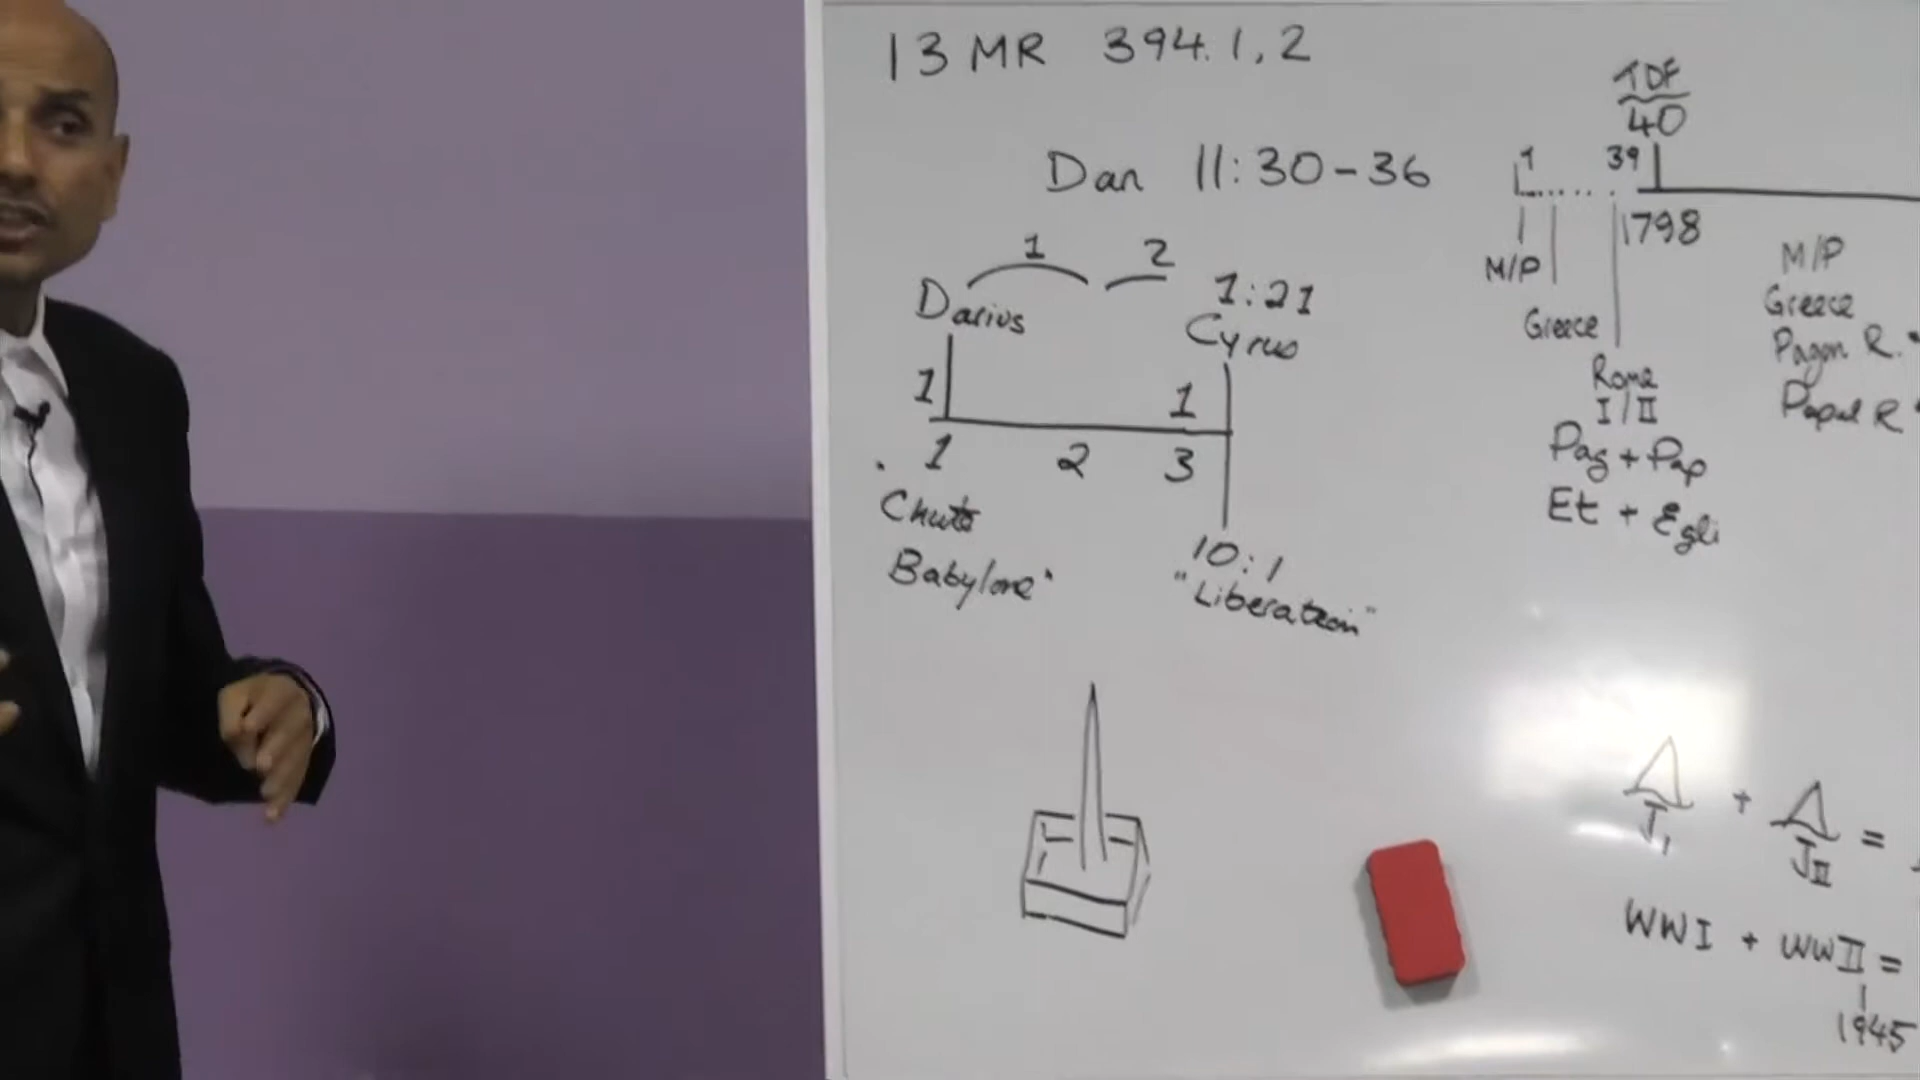 13 MR 394.1,2
Dan 11:30-36
1 2
Darius
1:21
Cyrus
1 1
1 2 3
Chute
Babylone"
10:1
"Liberation"
TDF
40
1 39
1798
M/P
Greece
Rome
I/II
Pag + Pap
Et + Egli
M/P
Greece
Pagan R.
Papal R
Δ + Δ =
J1 JII
WWI + WWII =
1945